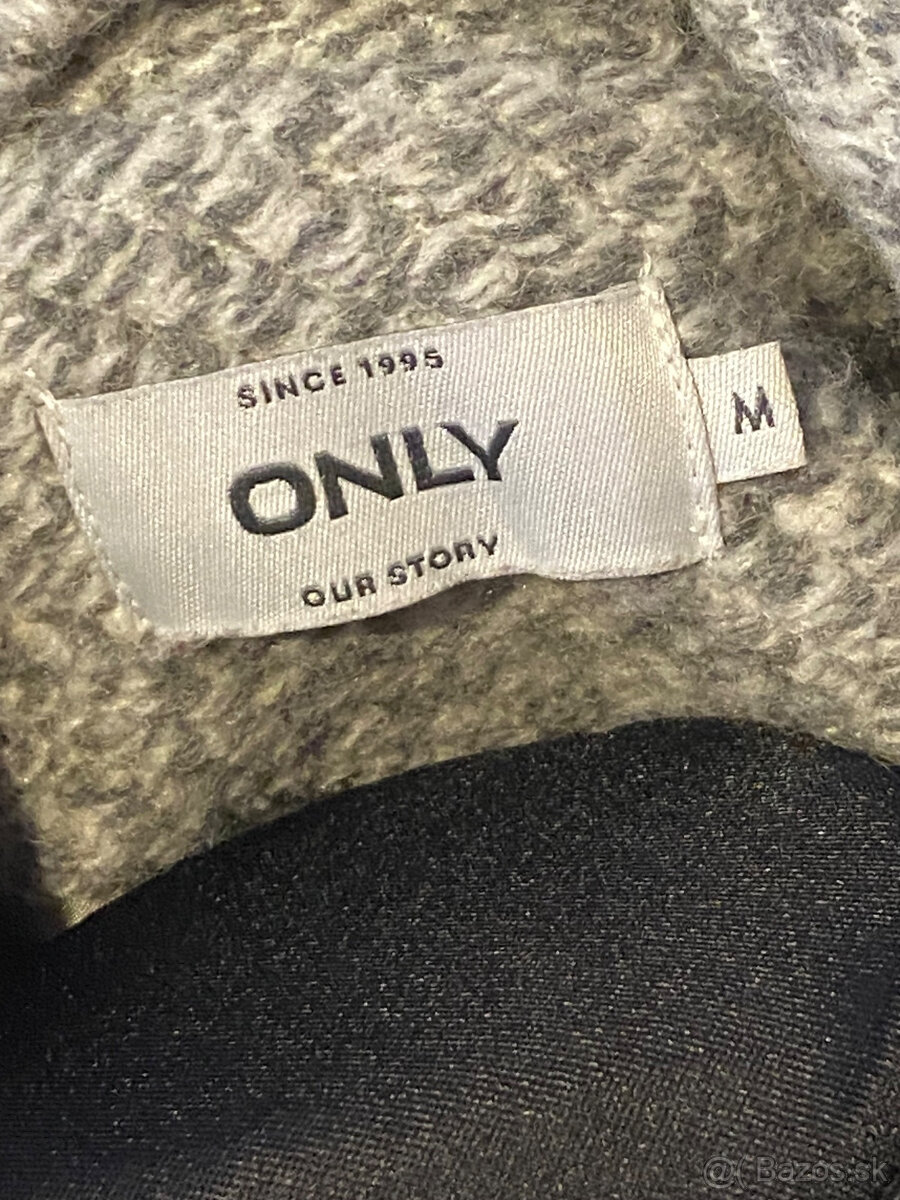 SINCE 1995
ONLY
M
OUR STORY
@( Bazos.sk